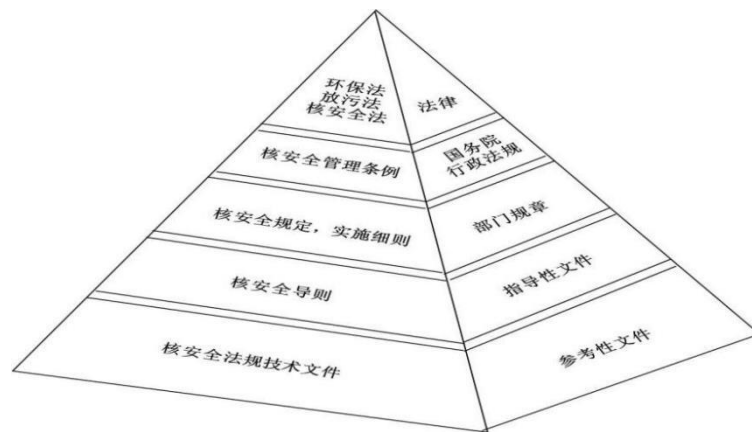 环保法
放污法
核安全法
法律
核安全管理条例
国务院
行政法规
核安全规定，实施细则
部门规章
核安全导则
指导性文件
核安全法规技术文件
参考性文件